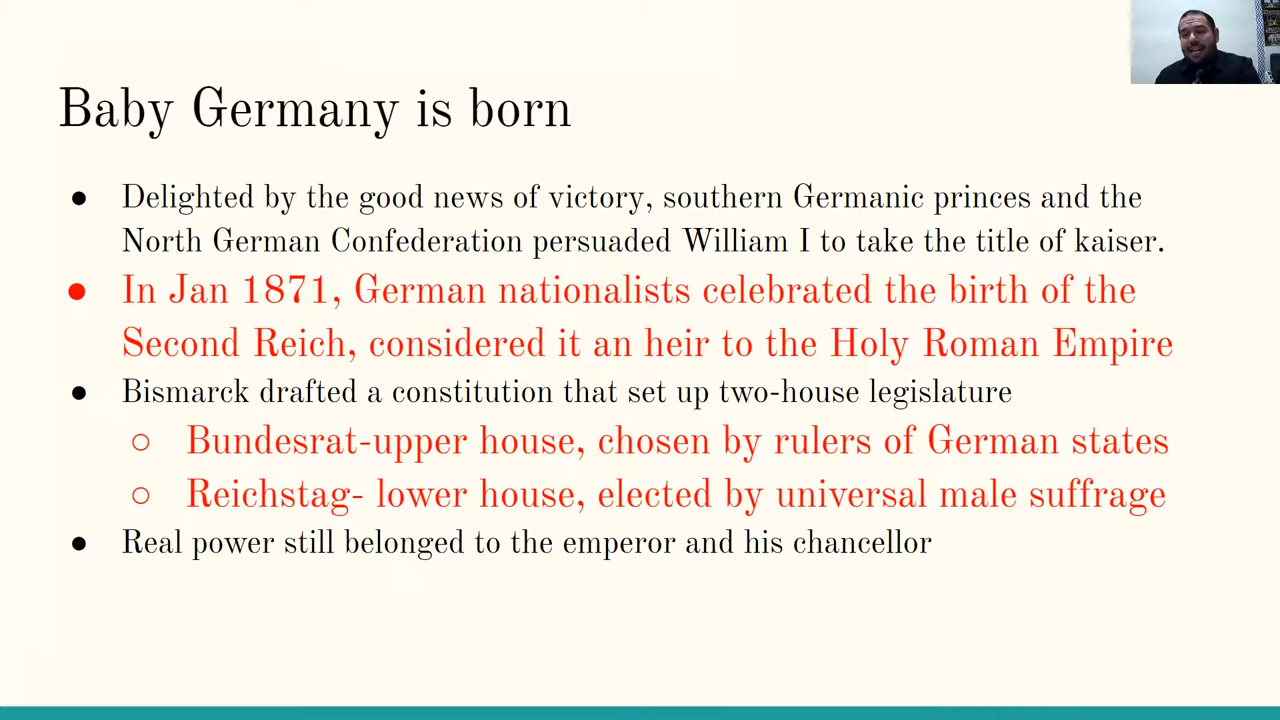 Baby Germany is born
● Delighted by the good news of victory, southern Germanic princes and the
North German Confederation persuaded William I to take the title of kaiser.
● In Jan 1871, German nationalists celebrated the birth of the
Second Reich, considered it an heir to the Holy Roman Empire
● Bismarck drafted a constitution that set up two-house legislature
○ Bundesrat-upper house, chosen by rulers of German states
○ Reichstag- lower house, elected by universal male suffrage
● Real power still belonged to the emperor and his chancellor